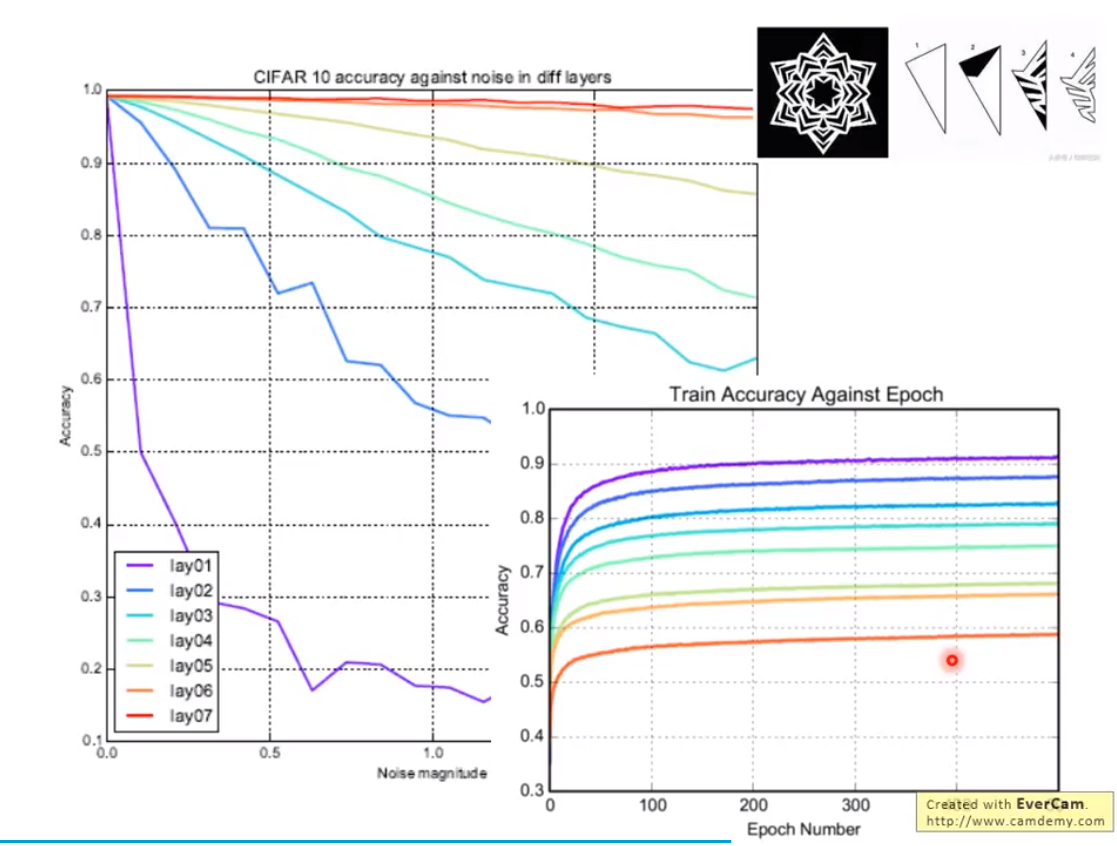 CIFAR 10 accuracy against noise in diff layers
1.0
0.9
0.8
0.7
0.6
0.5
0.4
0.3
0.2
0.1
Accuracy
lay01
lay02
lay03
lay04
lay05
lay06
lay07
0.0
0.5
1.0
Noise magnitude
1
2
3
4
Train Accuracy Against Epoch
1.0
0.9
0.8
0.7
0.6
0.5
0.4
0.3
Accuracy
0
100
200
300
Epoch Number
Created with EverCam.
http://www.camdemy.com